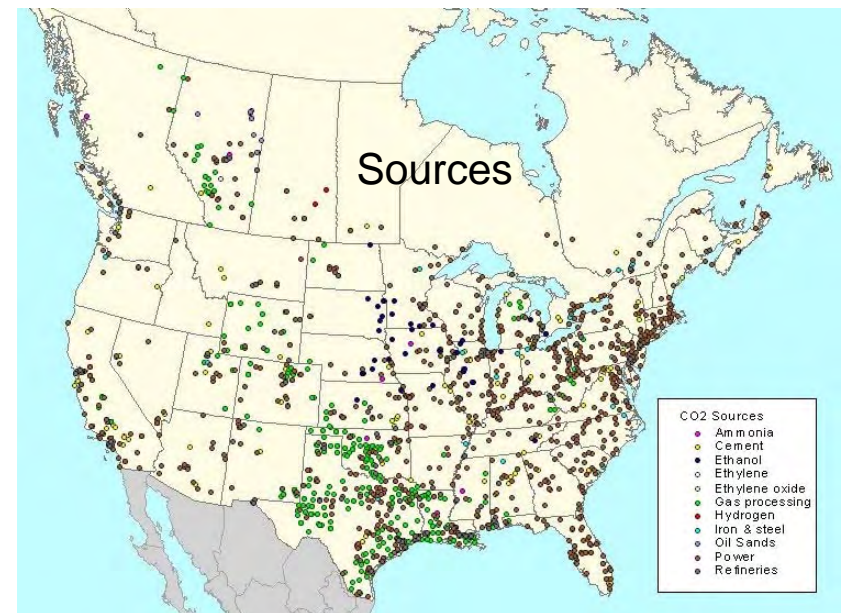 Sources
CO2 Sources
Ammonia
Cement
Ethanol
Ethylene
Ethylene oxide
Gas processing
Hydrogen
Iron & steel
Oil Sands
Power
Refineries